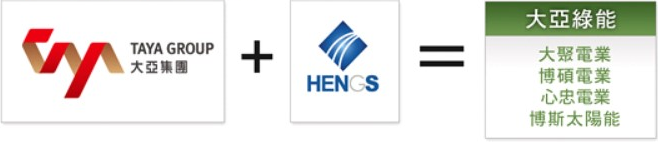 TAYA GROUP
大亞集團
+
HENGS
=
大亞綠能
大聚電業
博碩電業
心忠電業
博斯太陽能